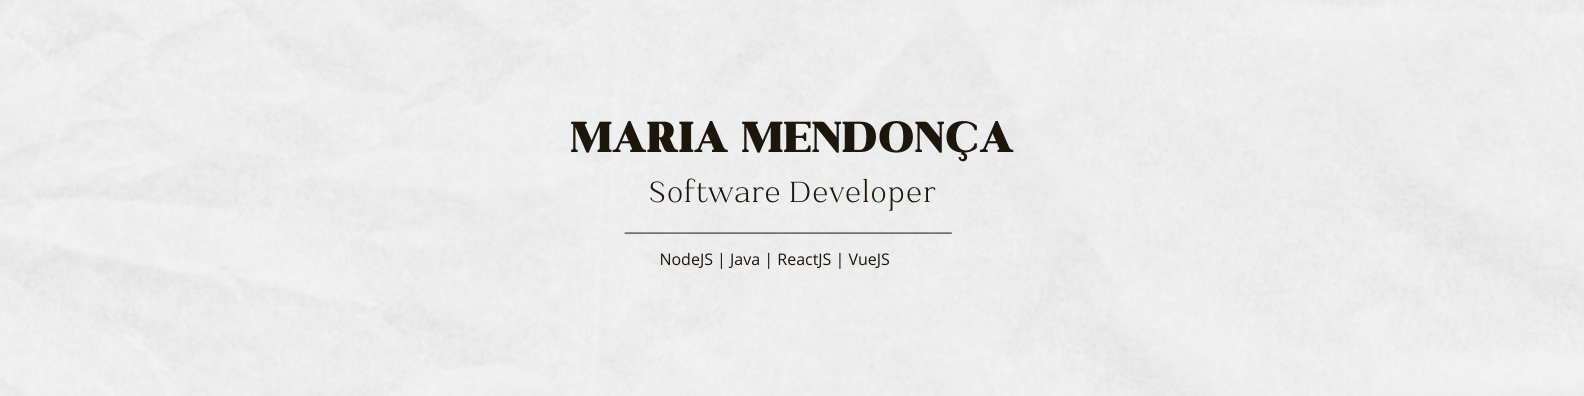 MARIA MENDONÇA
Software Developer
NodeJS | Java | ReactJS | VueJS